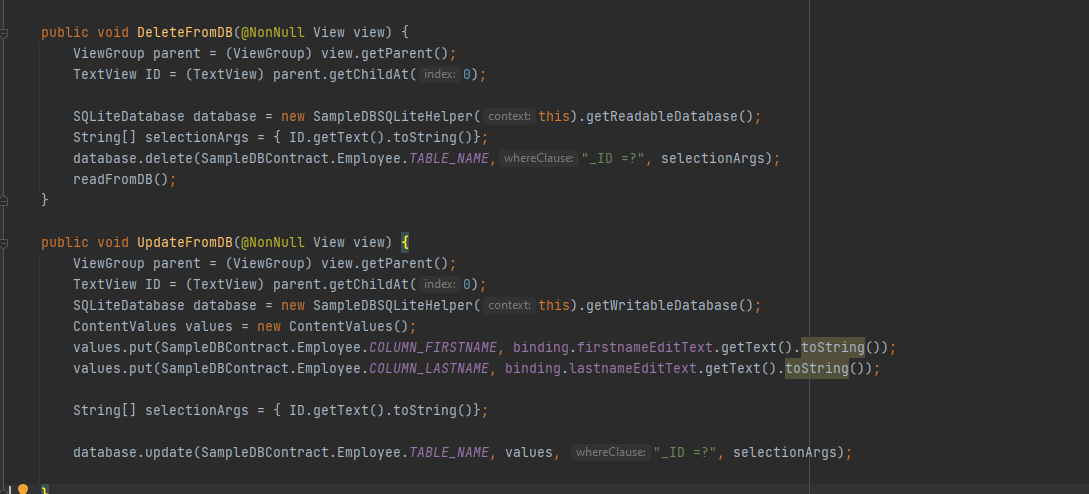 public void DeleteFromDB(@NonNull View view) {
ViewGroup parent = (ViewGroup) view.getParent();
TextView ID = (TextView) parent.getChildAt( index: 0);
SQLiteDatabase database = new SampleDBSQLiteHelper( context: this).getReadableDatabase();
String[] selectionArgs = { ID.getText().toString()};
database.delete(SampleDBContract.Employee.TABLE_NAME, whereClause: "_ID =?", selectionArgs);
readFromDB();
}
public void UpdateFromDB(@NonNull View view) {
ViewGroup parent = (ViewGroup) view.getParent();
TextView ID = (TextView) parent.getChildAt( index: 0);
SQLiteDatabase database = new SampleDBSQLiteHelper( context: this).getWritableDatabase();
ContentValues values = new ContentValues();
values.put(SampleDBContract.Employee.COLUMN_FIRSTNAME, binding.firstnameEditText.getText().toString());
values.put(SampleDBContract.Employee.COLUMN_LASTNAME, binding.lastnameEditText.getText().toString());
String[] selectionArgs = { ID.getText().toString()};
database.update(SampleDBContract.Employee.TABLE_NAME, values, whereClause: "_ID =?", selectionArgs);
}